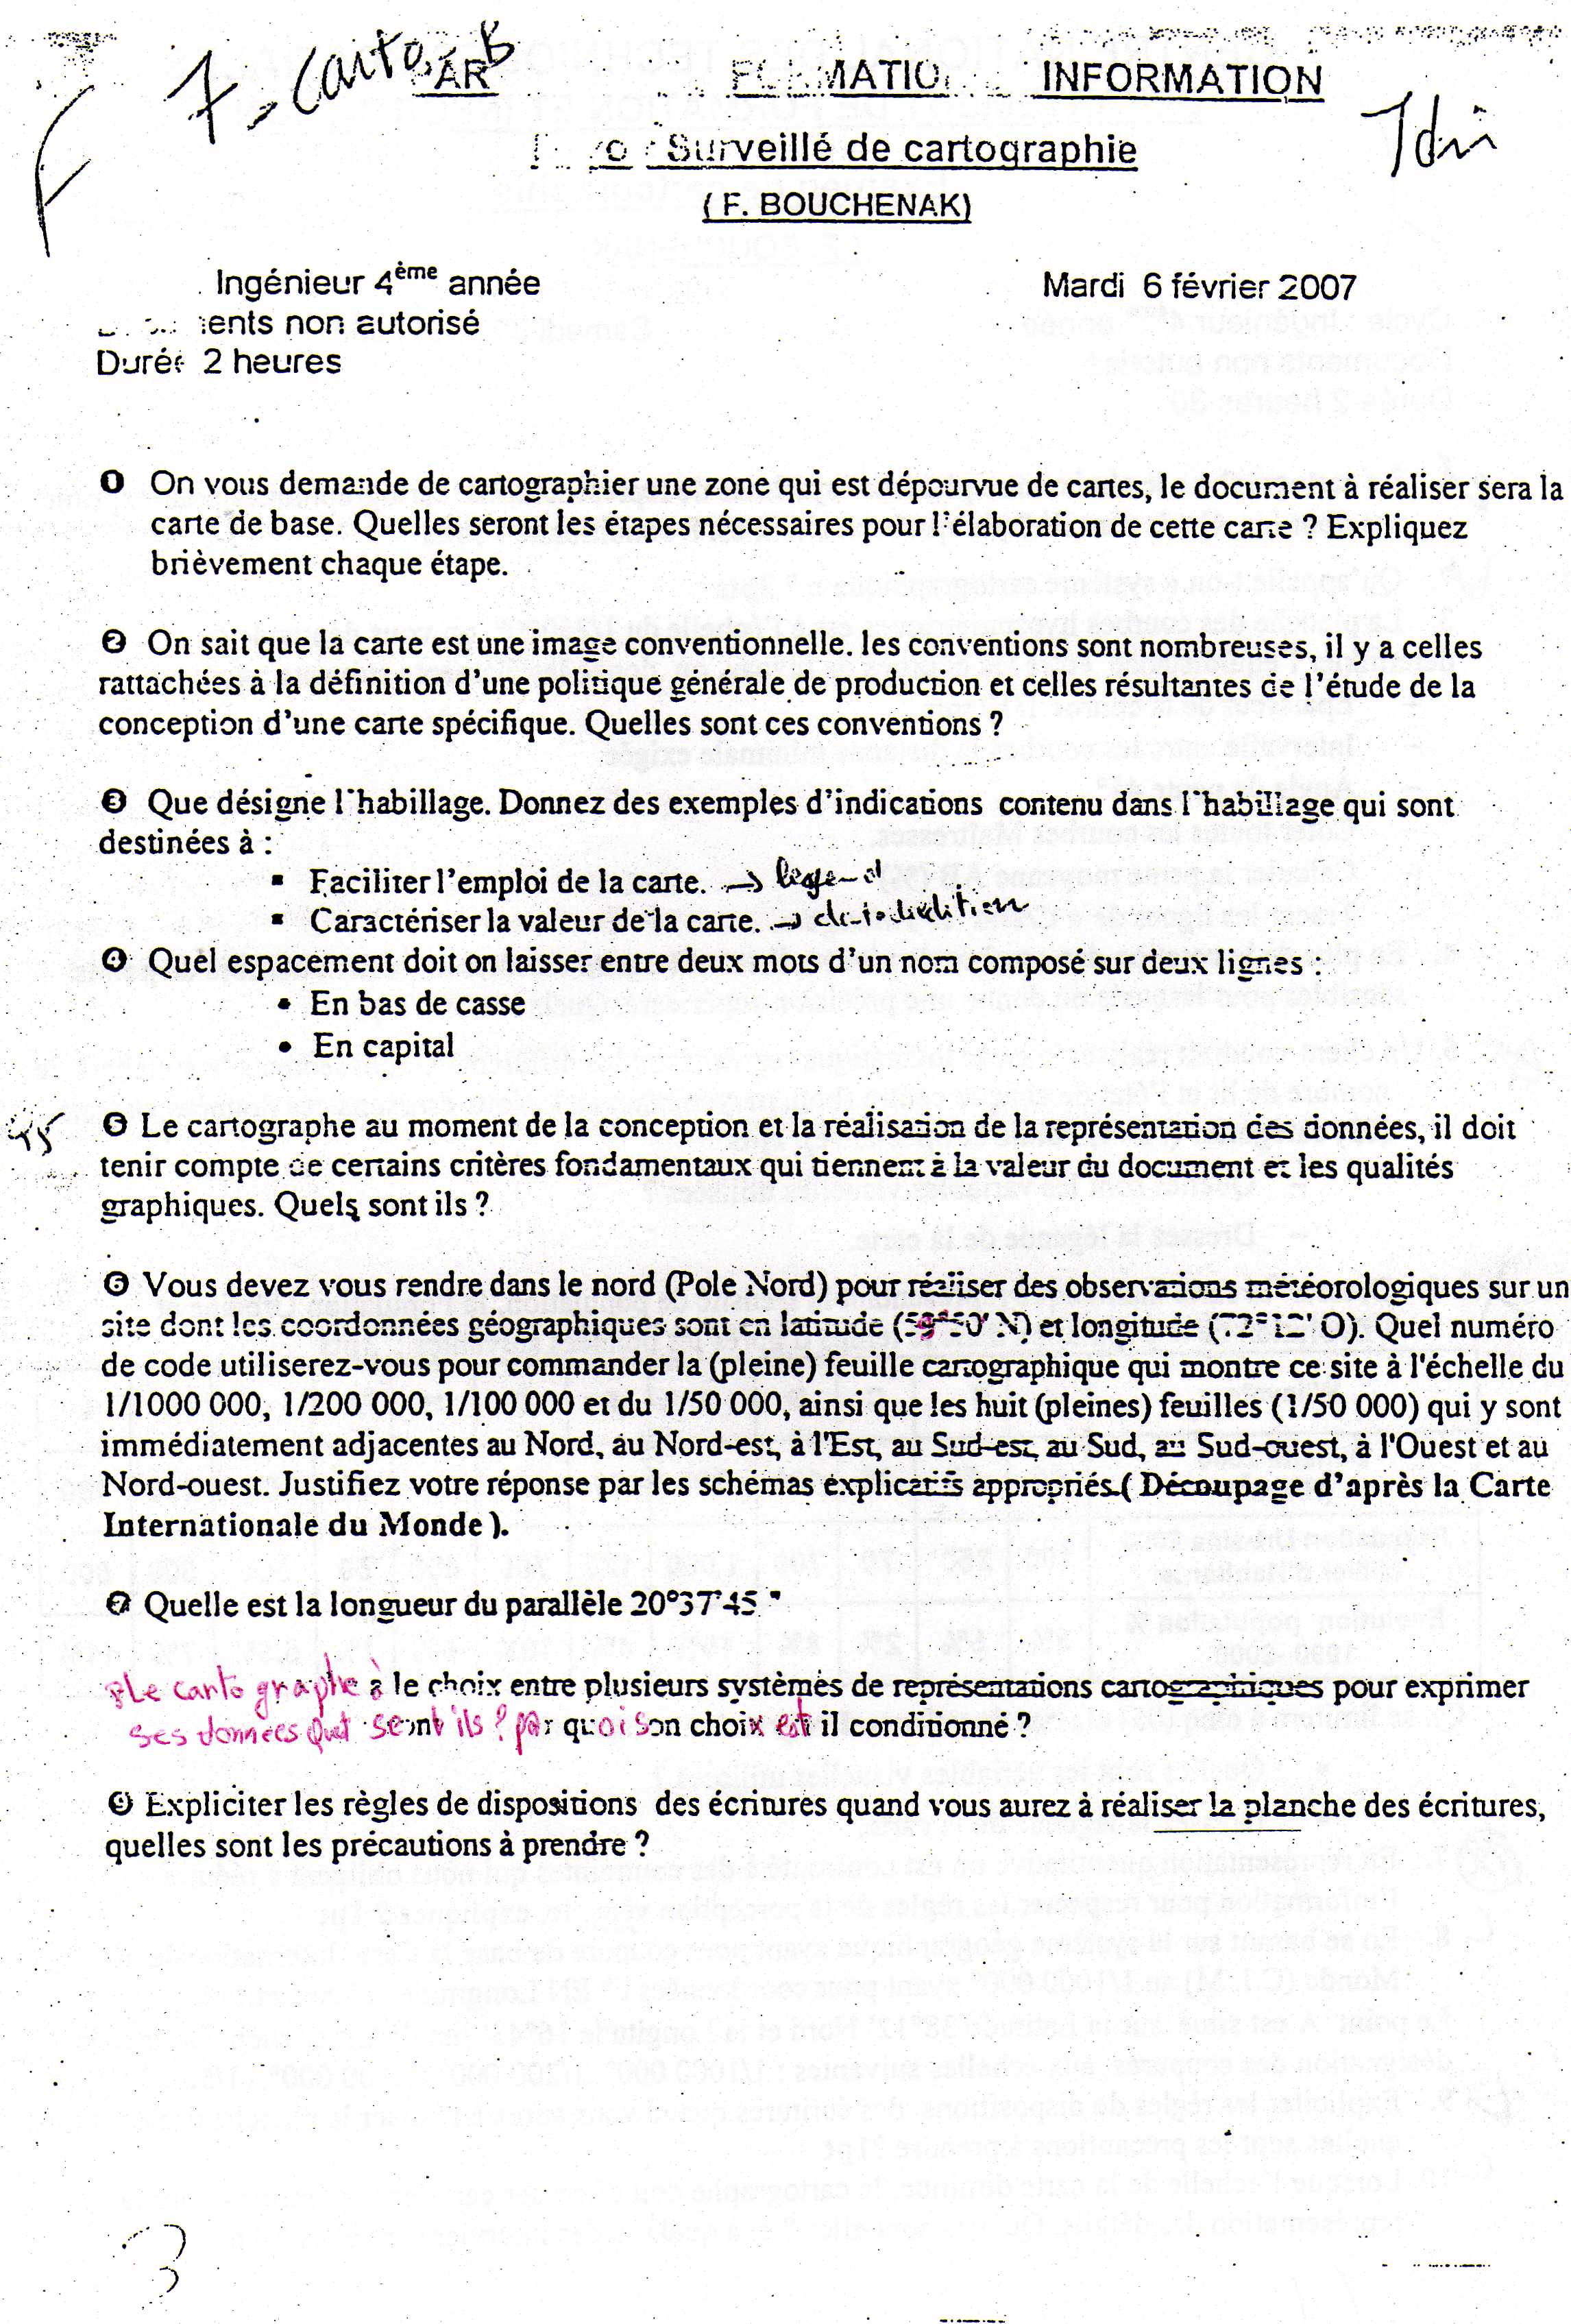 7 - Carto
INFORMATION
Surveillé de cartographie
( F. BOUCHENAK)
Ingénieur 4ème année
Mardi 6 février 2007
non autorisé
Durée 2 heures
❶ On vous demande de cartographier une zone qui est dépourvue de cartes, le document à réaliser sera la
carte de base. Quelles seront les étapes nécessaires pour l'élaboration de cette carte ? Expliquez
brièvement chaque étape.
❷ On sait que la carte est une image conventionnelle. les conventions sont nombreuses, il y a celles
rattachées à la définition d'une politique générale de production et celles résultantes de l'étude de la
conception d'une carte spécifique. Quelles sont ces conventions ?
❸ Que désigne l'habillage. Donnez des exemples d'indications contenu dans l'habillage qui sont
destinées à :
▪ Faciliter l'emploi de la carte. →
▪ Caractériser la valeur de la carte. →
❹ Quel espacement doit on laisser entre deux mots d'un nom composé sur deux lignes :
• En bas de casse
• En capital
❺ Le cartographe au moment de la conception et la réalisation de la représentation des données, il doit
tenir compte de certains critères fondamentaux qui tiennent à la valeur du document et les qualités
graphiques. Quels sont ils ?
❻ Vous devez vous rendre dans le nord (Pole Nord) pour réaliser des observations météorologiques sur un
site dont les coordonnées géographiques sont en latitude (59°50' N) et longitude (72°12' O). Quel numéro
de code utiliserez-vous pour commander la (pleine) feuille cartographique qui montre ce site à l'échelle du
1/1000 000, 1/200 000, 1/100 000 et du 1/50 000, ainsi que les huit (pleines) feuilles (1/50 000) qui y sont
immédiatement adjacentes au Nord, au Nord-est, à l'Est, au Sud-est, au Sud, au Sud-ouest, à l'Ouest et au
Nord-ouest. Justifiez votre réponse par les schémas explicatifs appropriés.( Découpage d'après la Carte
Internationale du Monde ).
❼ Quelle est la longueur du parallèle 20°37'45 "
Le cartographe à le choix entre plusieurs systèmes de représentations cartographiques pour exprimer
ses données quel sont ils ? par quoi son choix est il conditionné ?
❾ Expliciter les règles de dispositions des écritures quand vous aurez à réaliser la planche des écritures,
quelles sont les précautions à prendre ?
3